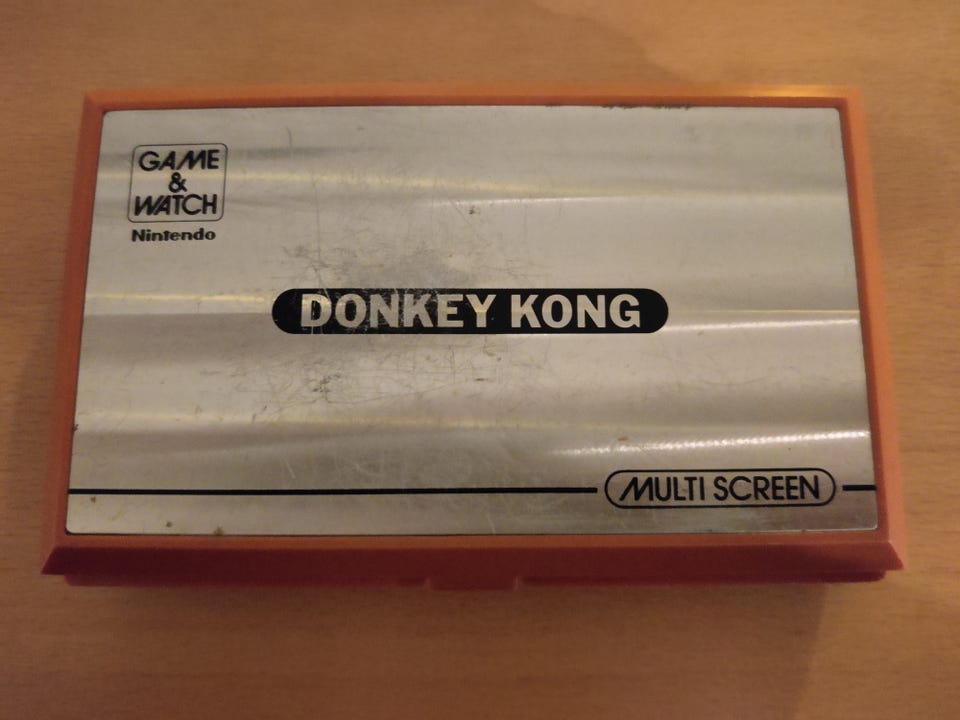 GAME
&
WATCH
Nintendo
DONKEY KONG
MULTI SCREEN